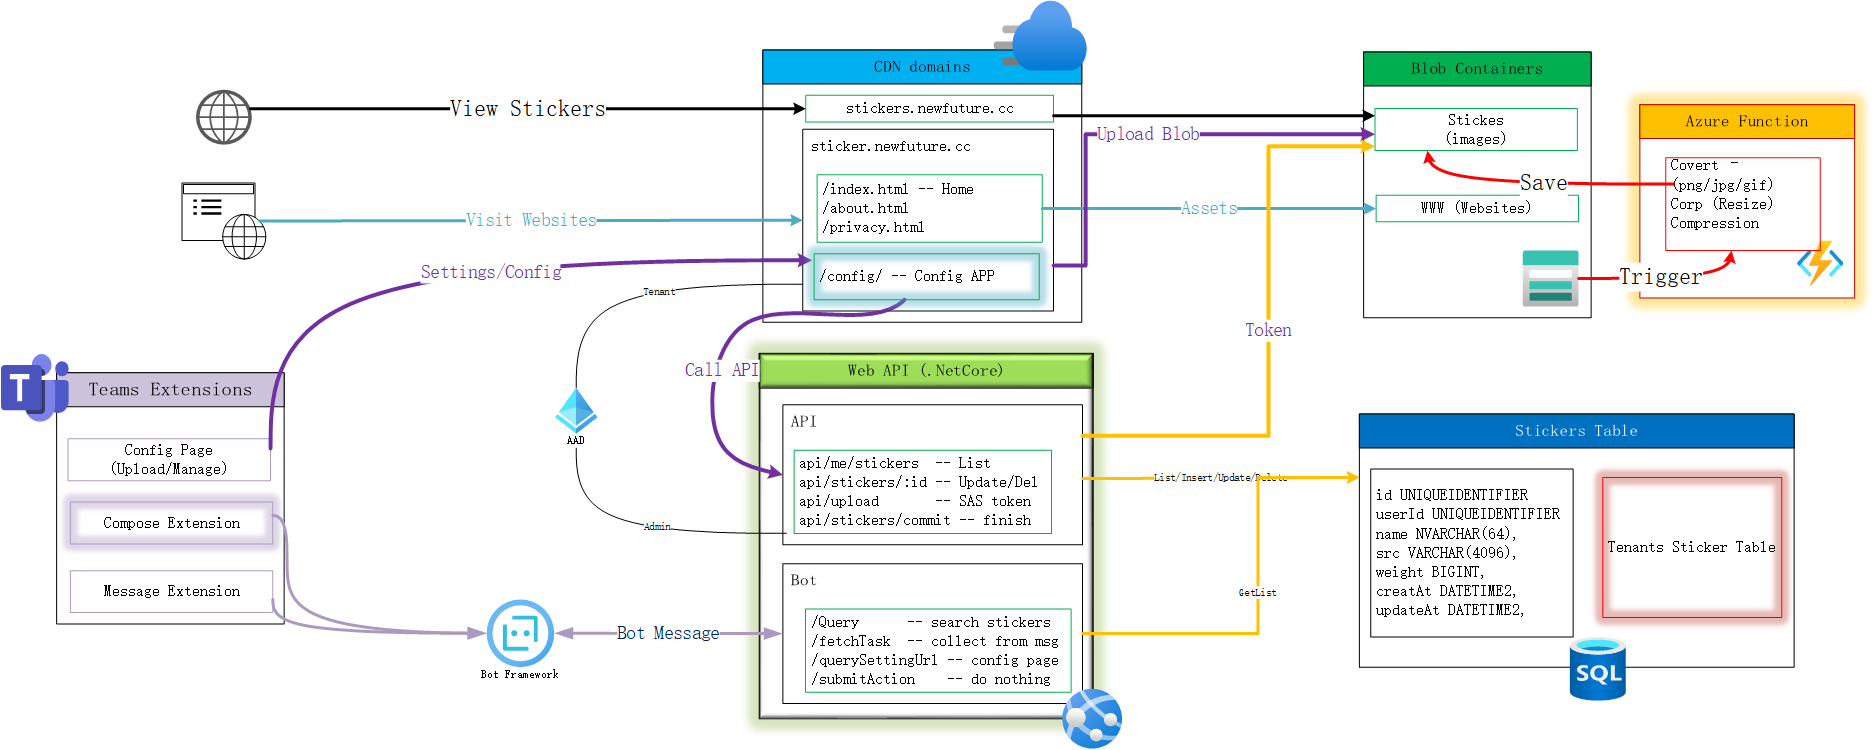 CDN domains
stickers.newfuture.cc
sticker.newfuture.cc
/index.html -- Home
/about.html
/privacy.html
/config/ -- Config APP
View Stickers
Visit Websites
Settings/Config
Tenant
Call API
AAD
Admin
Upload Blob
Assets
Token
Blob Containers
Stickes
(images)
WWW (Websites)
Save
Trigger
Azure Function
Covert -
(png/jpg/gif)
Corp (Resize)
Compression
T
Teams Extensions
Config Page
(Upload/Manage)
Compose Extension
Message Extension
Bot Framework
Bot Message
Web API (.NetCore)
API
api/me/stickers -- List
api/stickers/:id -- Update/Del
api/upload -- SAS token
api/stickers/commit -- finish
Bot
/Query -- search stickers
/fetchTask -- collect from msg
/querySettingUrl -- config page
/submitAction -- do nothing
List/Insert/Update/Delete
GetList
Stickers Table
id UNIQUEIDENTIFIER
userId UNIQUEIDENTIFIER
name NVARCHAR(64),
src VARCHAR(4096),
weight BIGINT,
creatAt DATETIME2,
updateAt DATETIME2,
Tenants Sticker Table
SQL